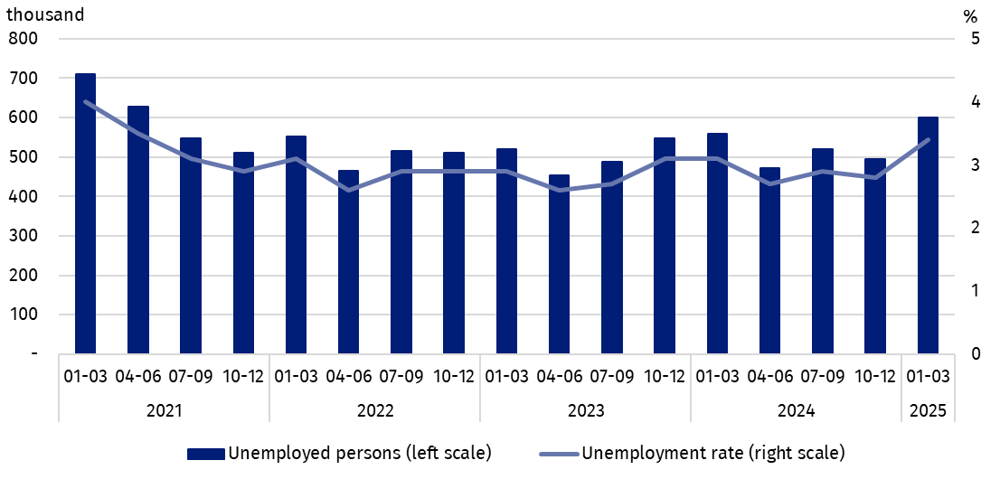 thousand %
800 5
700
600 4
500
3
400
300 2
200
1
100
- 0
01-03 04-06 07-09 10-12 01-03 04-06 07-09 10-12 01-03 04-06 07-09 10-12 01-03 04-06 07-09 10-12 01-03
2021 2022 2023 2024 2025
Unemployed persons (left scale) Unemployment rate (right scale)